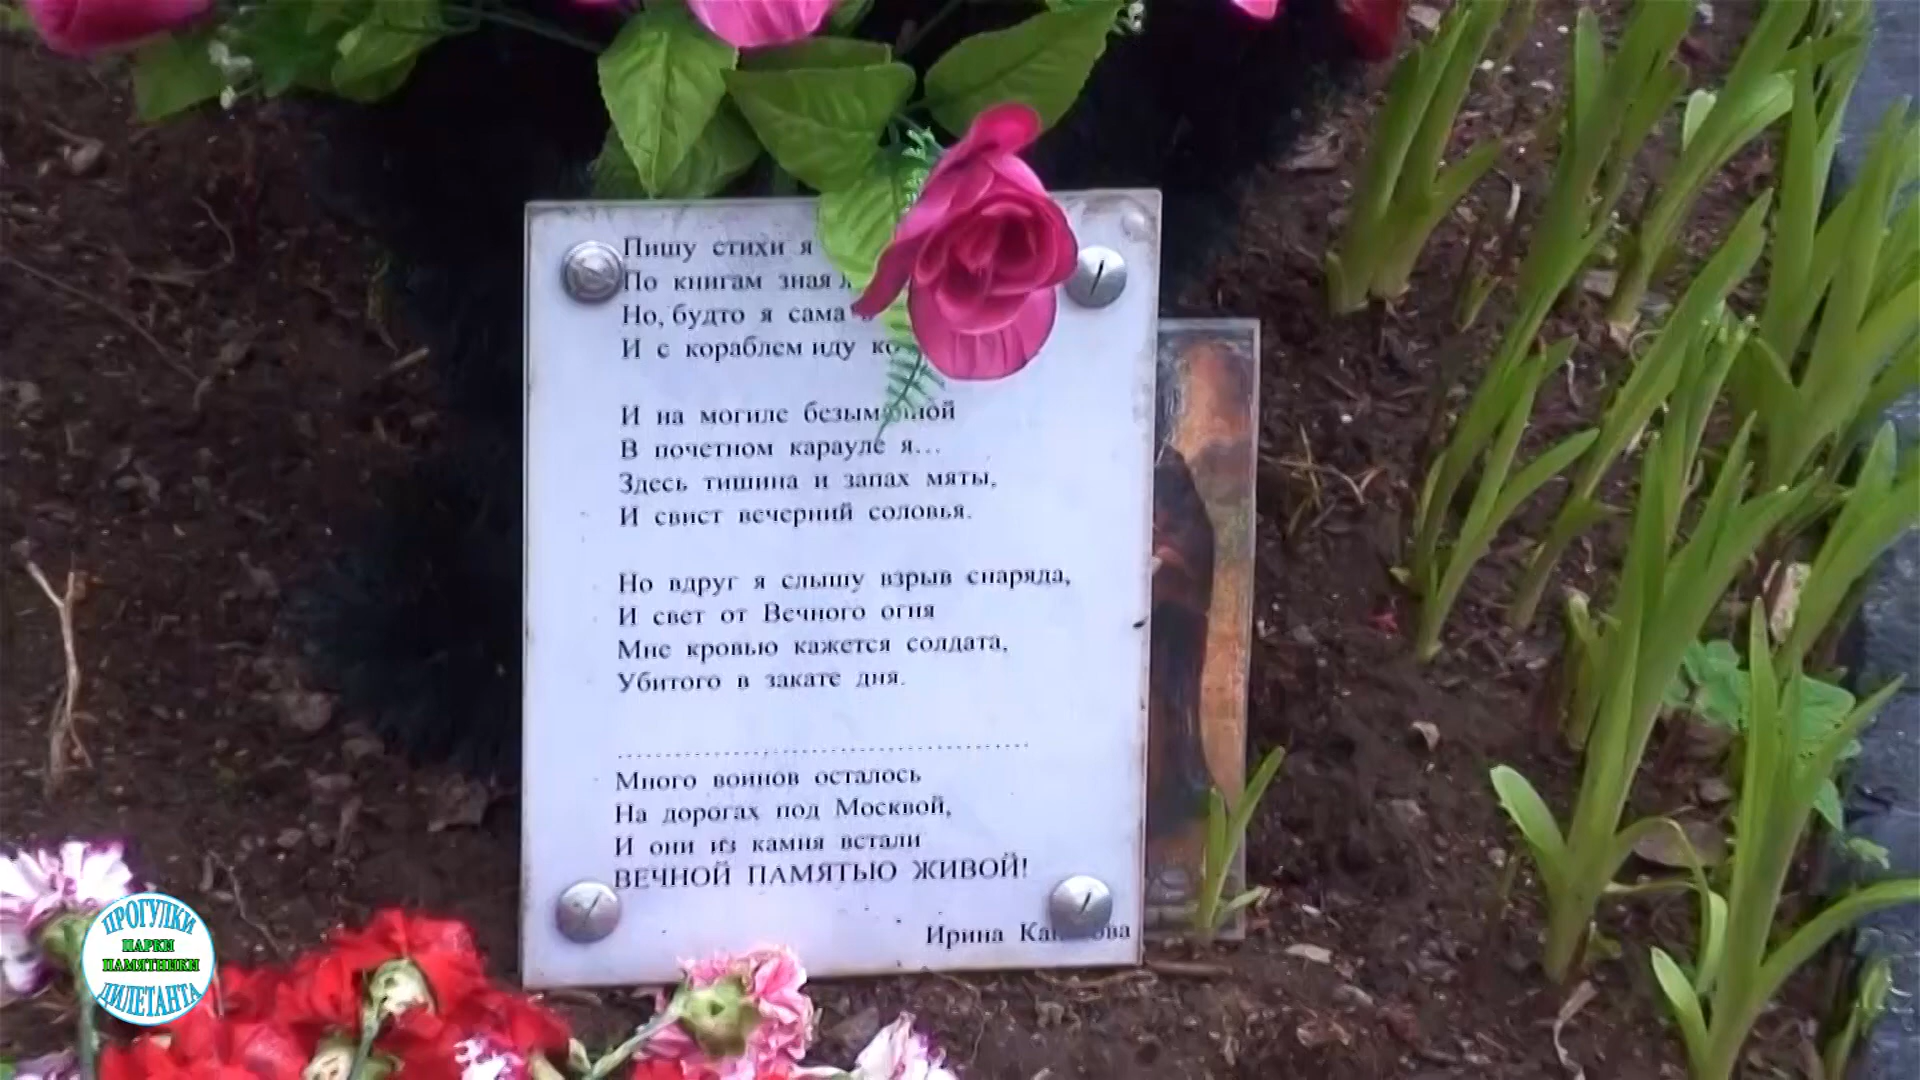 Пишу стихи я
По книгам зная
Но, будто я сама
И с кораблем иду
И на могиле безымянной
В почетном карауле я...
Здесь тишина и запах мяты,
И свист вечерний соловья.
Но вдруг я слышу взрыв снаряда,
И свет от Вечного огня
Мне кровью кажется солдата,
Убитого в закате дня.
..........................................
Много воинов осталось
На дорогах под Москвой,
И они из камня встали
ВЕЧНОЙ ПАМЯТЬЮ ЖИВОЙ!
Ирина
ПРОГУЛКИ
ПАРКИ
ПАМЯТНИКИ
ДИЛЕТАНТА